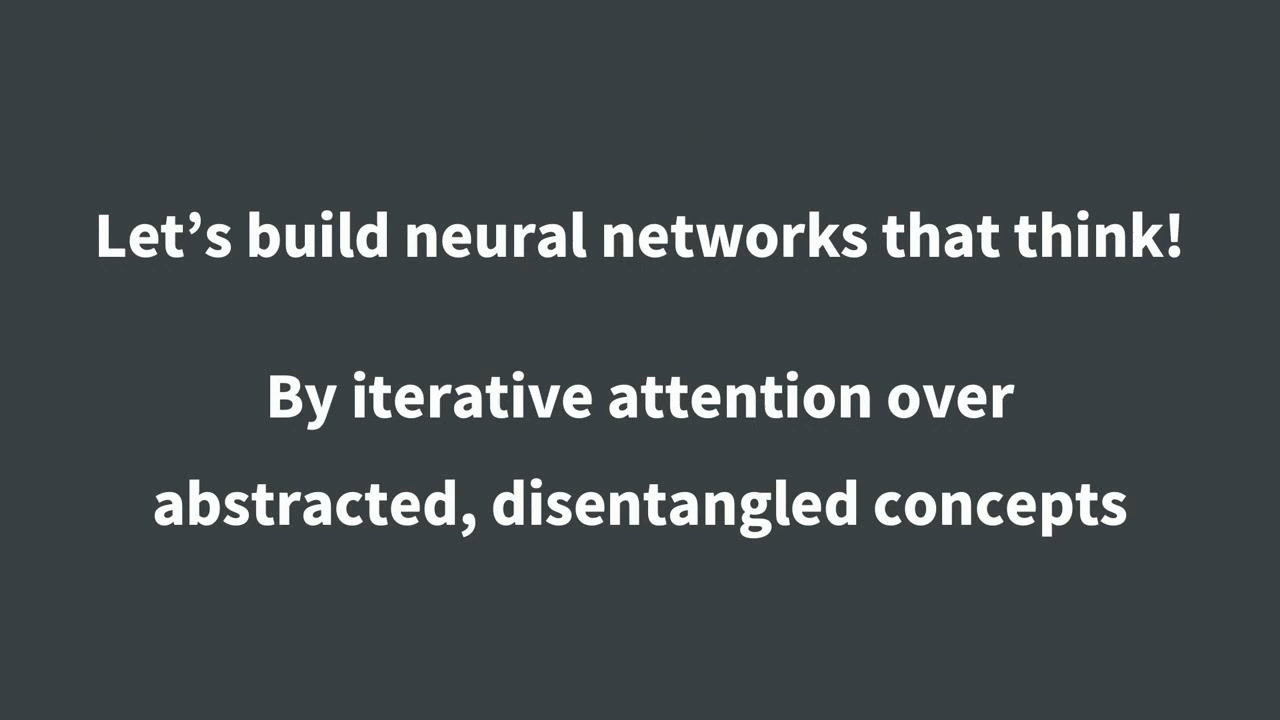 Let’s build neural networks that think!
By iterative attention over
abstracted, disentangled concepts